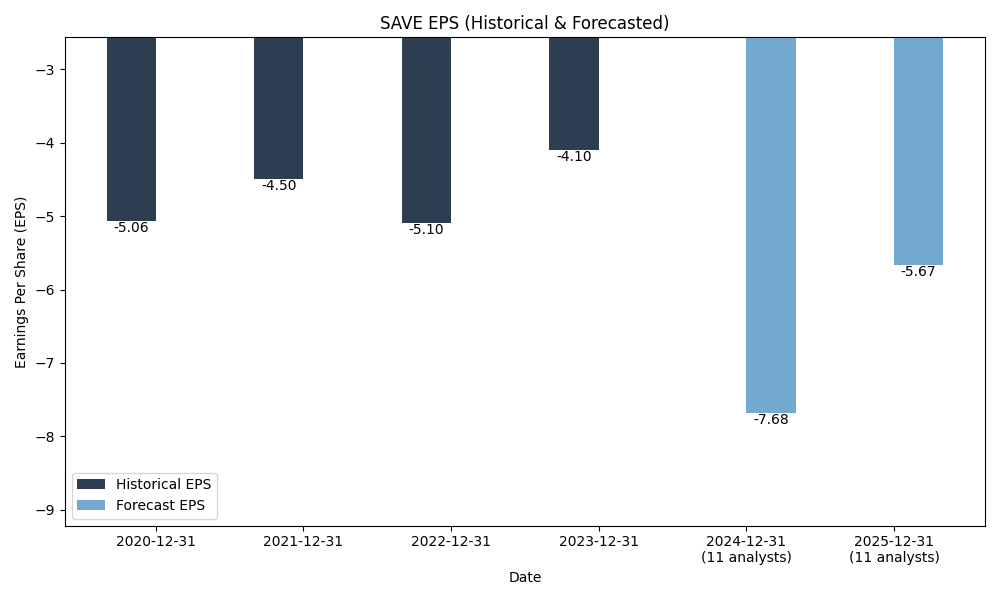 SAVE EPS (Historical & Forecasted)
Earnings Per Share (EPS)
−3
−4
−5
−6
−7
−8
−9
-5.06
-4.50
-5.10
-4.10
-7.68
-5.67
Historical EPS
Forecast EPS
2020-12-31
2021-12-31
2022-12-31
2023-12-31
2024-12-31
(11 analysts)
2025-12-31
(11 analysts)
Date